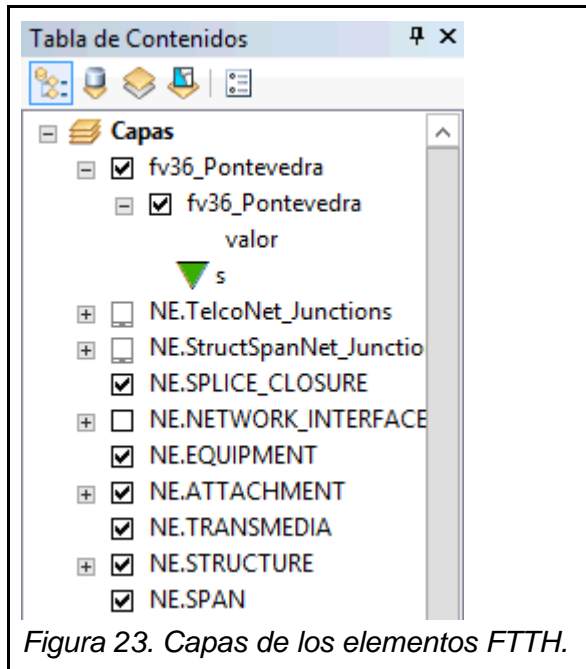 Tabla de Contenidos
Capas
fv36_Pontevedra
fv36_Pontevedra
valor
s
NE.TelcoNet_Junctions
NE.StructSpanNet_Junctio
NE.SPLICE_CLOSURE
NE.NETWORK_INTERFACE
NE.EQUIPMENT
NE.ATTACHMENT
NE.TRANSMEDIA
NE.STRUCTURE
NE.SPAN
Figura 23. Capas de los elementos FTTH.